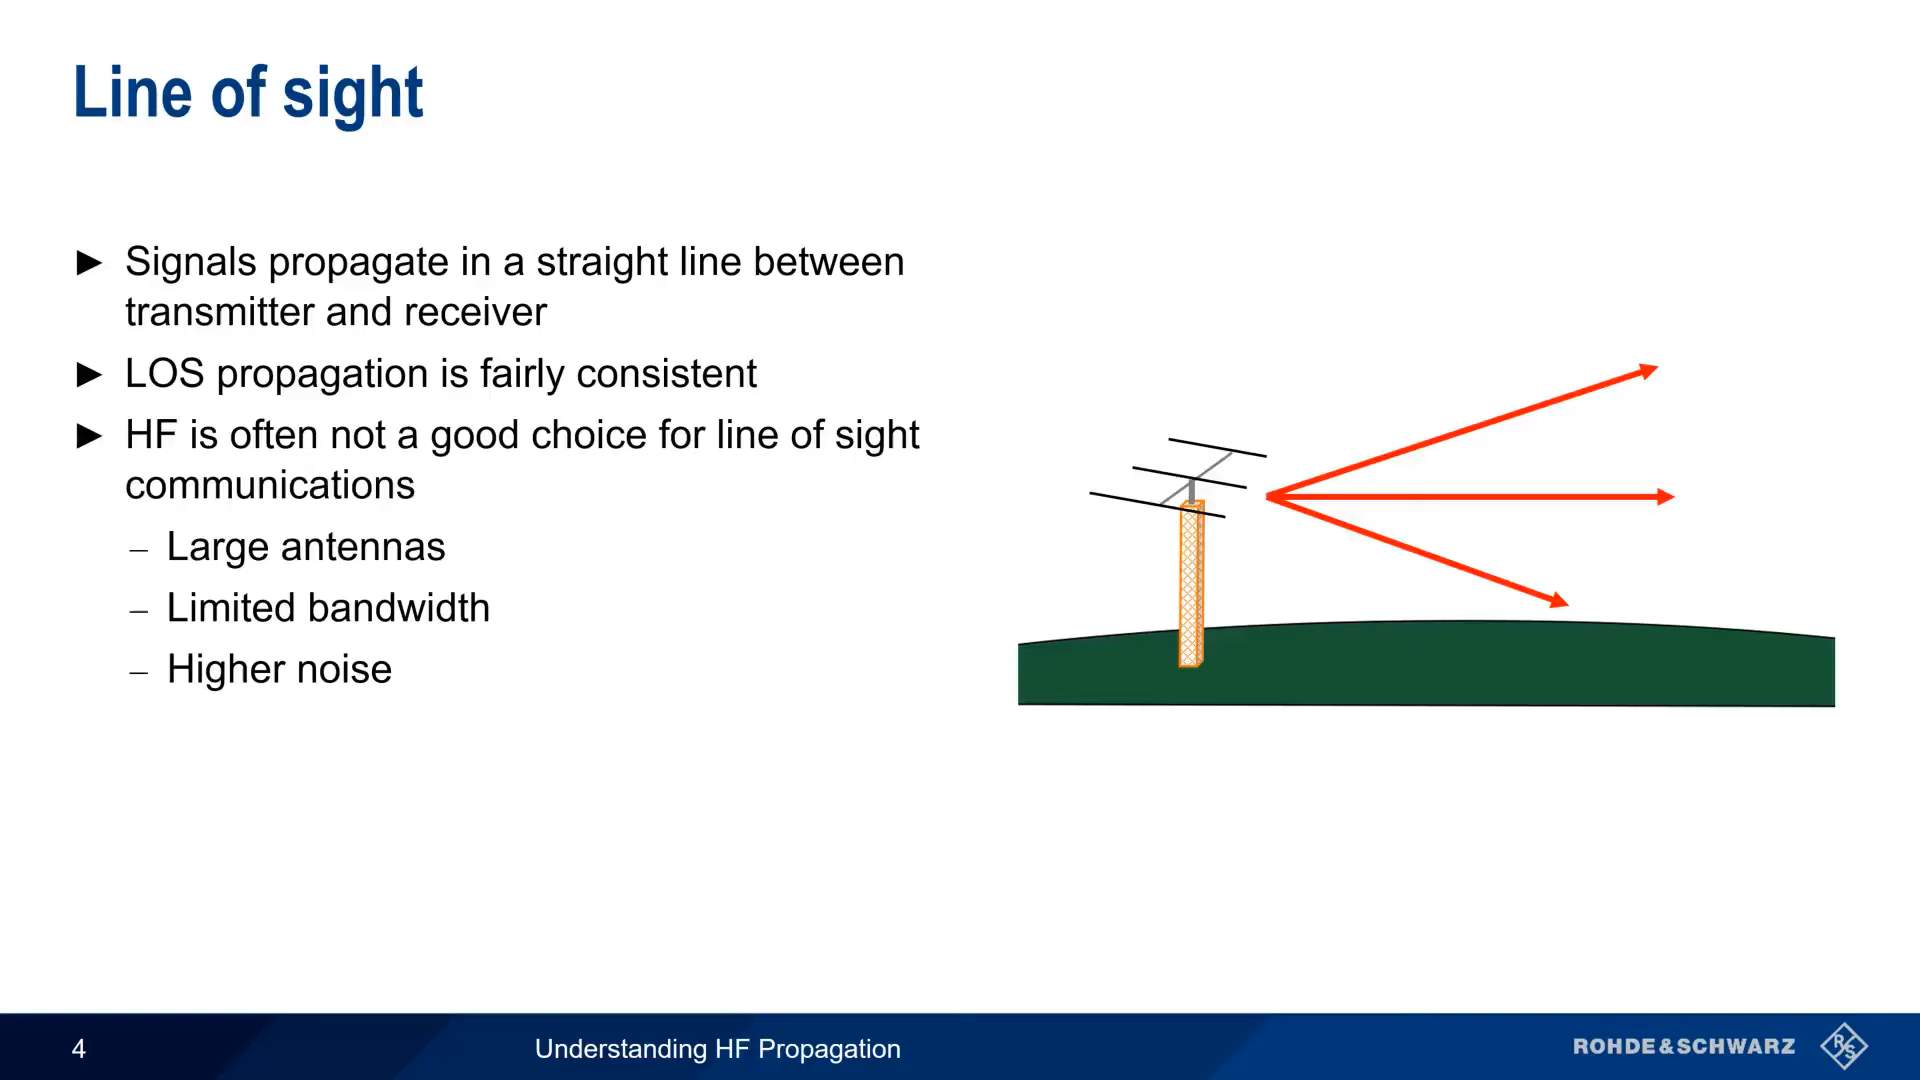 Line of sight
► Signals propagate in a straight line between
transmitter and receiver
► LOS propagation is fairly consistent
► HF is often not a good choice for line of sight
communications
– Large antennas
– Limited bandwidth
– Higher noise
4
Understanding HF Propagation
ROHDE&SCHWARZ
R&S